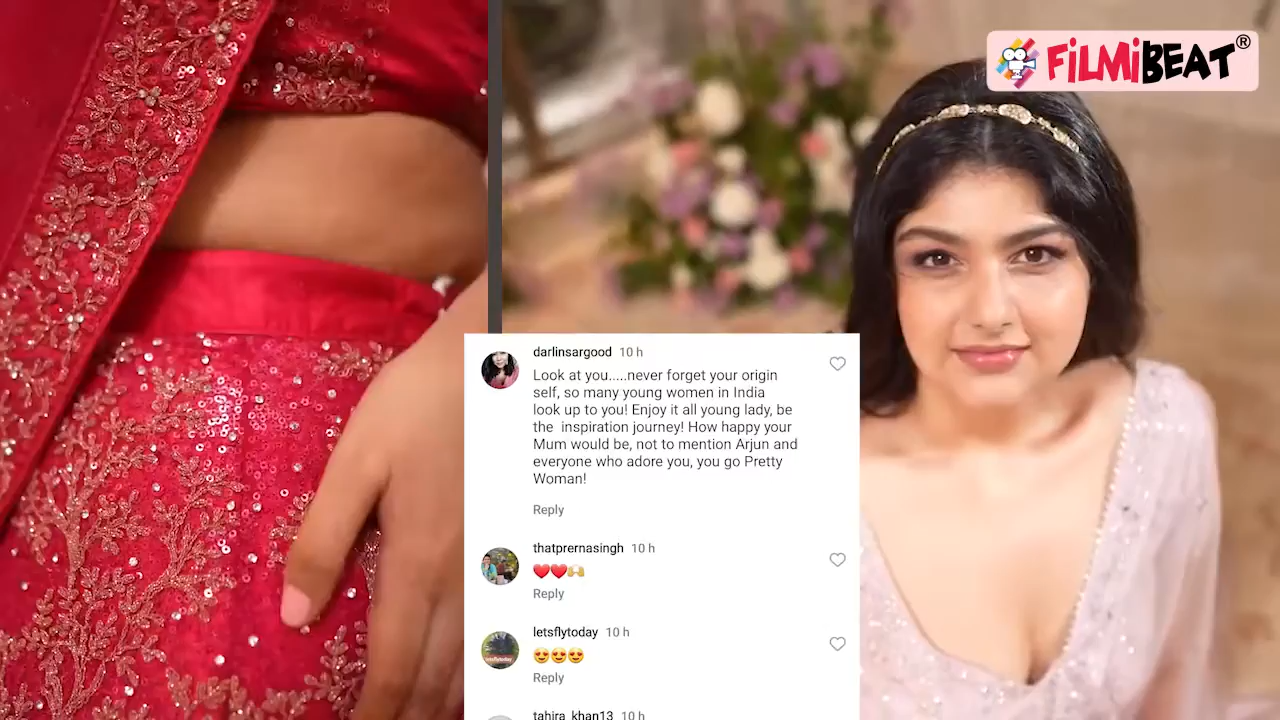 FiLMiBEAT®
darlinsargood 10 h
Look at you.....never forget your origin
self, so many young women in India
look up to you! Enjoy it all young lady, be
the inspiration journey! How happy your
Mum would be, not to mention Arjun and
everyone who adore you, you go Pretty
Woman!
Reply
thatprernasingh 10 h
❤️❤️🙌
Reply
letsflytoday 10 h
😍😍😍
Reply
tahira_khan13 10 h